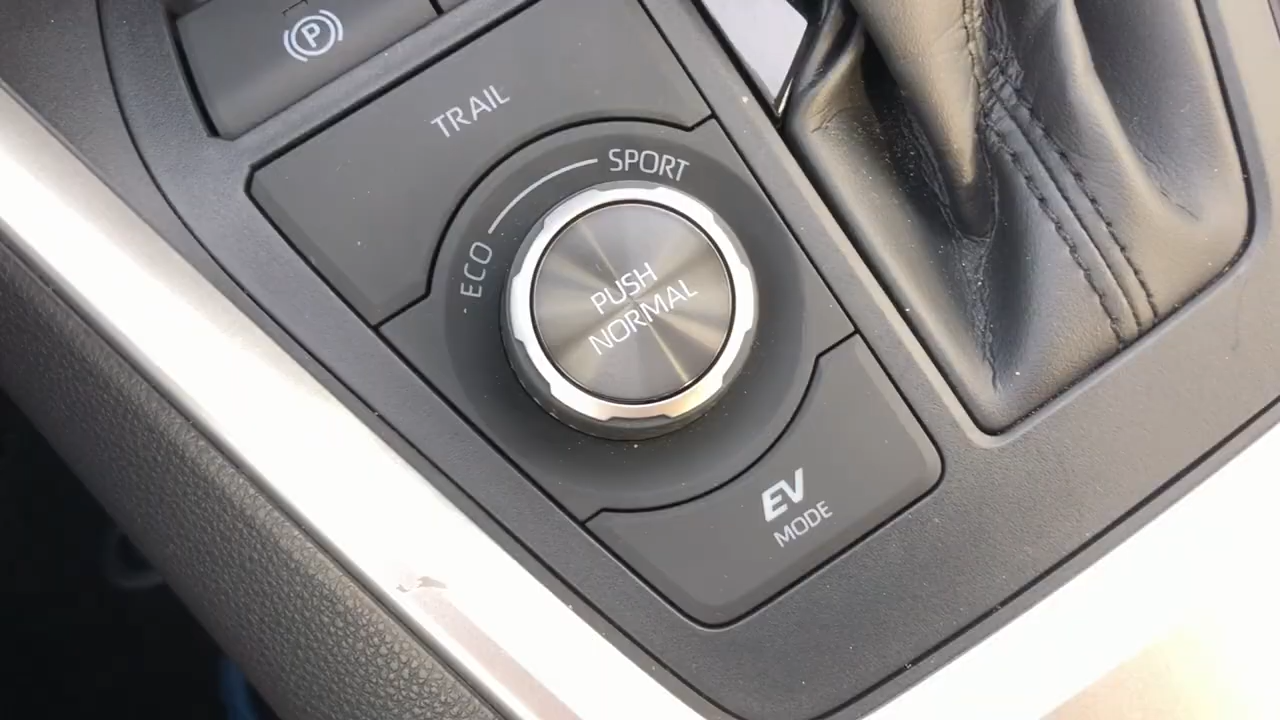 P
TRAIL
SPORT
ECO
PUSH
NORMAL
EV
MODE